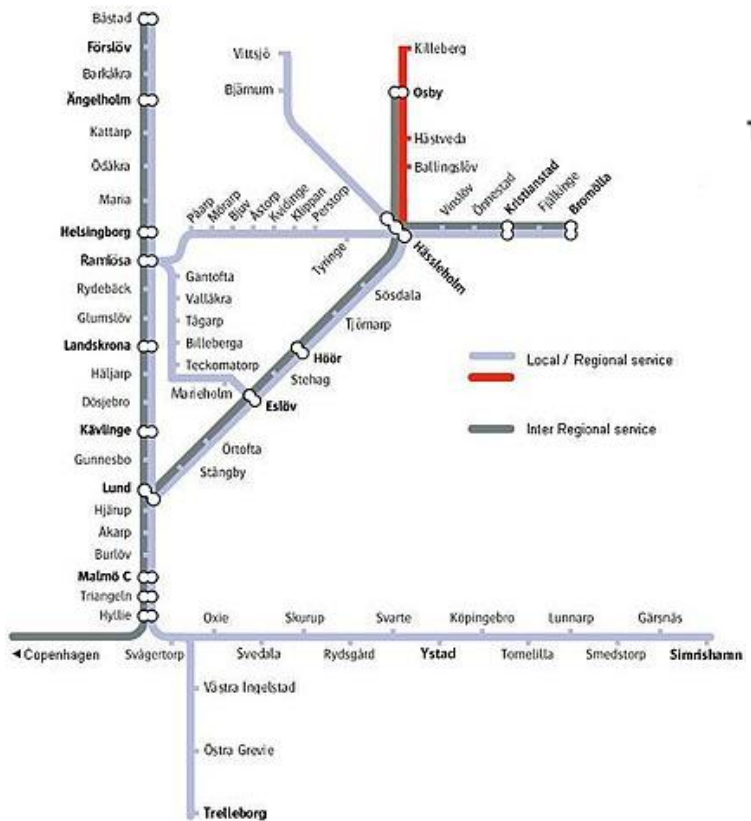 Båstad
Förslöv
Barkåkra
Ängelholm
Kattarp
Ödåkra
Maria
Helsingborg
Ramlösa
Rydebäck
Glumslöv
Landskrona
Häljarp
Dösjebro
Kävlinge
Gunnesbo
Lund
Hjärup
Åkarp
Burlöv
Malmö C
Triangeln
Hyllie
Copenhagen
Vittsjö
Bjärnum
Killeberg
Osby
Hästveda
Ballingslöv
Påarp
Mörarp
Bjuv
Åstorp
Kvidinge
Klippan
Perstorp
Tyringe
Hässleholm
Vinslöv
Önnestad
Kristianstad
Fjälkinge
Bromölla
Gantofta
Vallåkra
Tågarp
Billeberga
Teckomatorp
Marieholm
Sösdala
Tjörnarp
Höör
Stehag
Eslöv
Örtofta
Stångby
Local / Regional service
Inter Regional service
Svågertorp
Oxie
Svedala
Skurup
Rydsgård
Svarte
Ystad
Köpingebro
Tomelilla
Lunnarp
Smedstorp
Gärsnäs
Simrishamn
Västra Ingelstad
Östra Grevie
Trelleborg